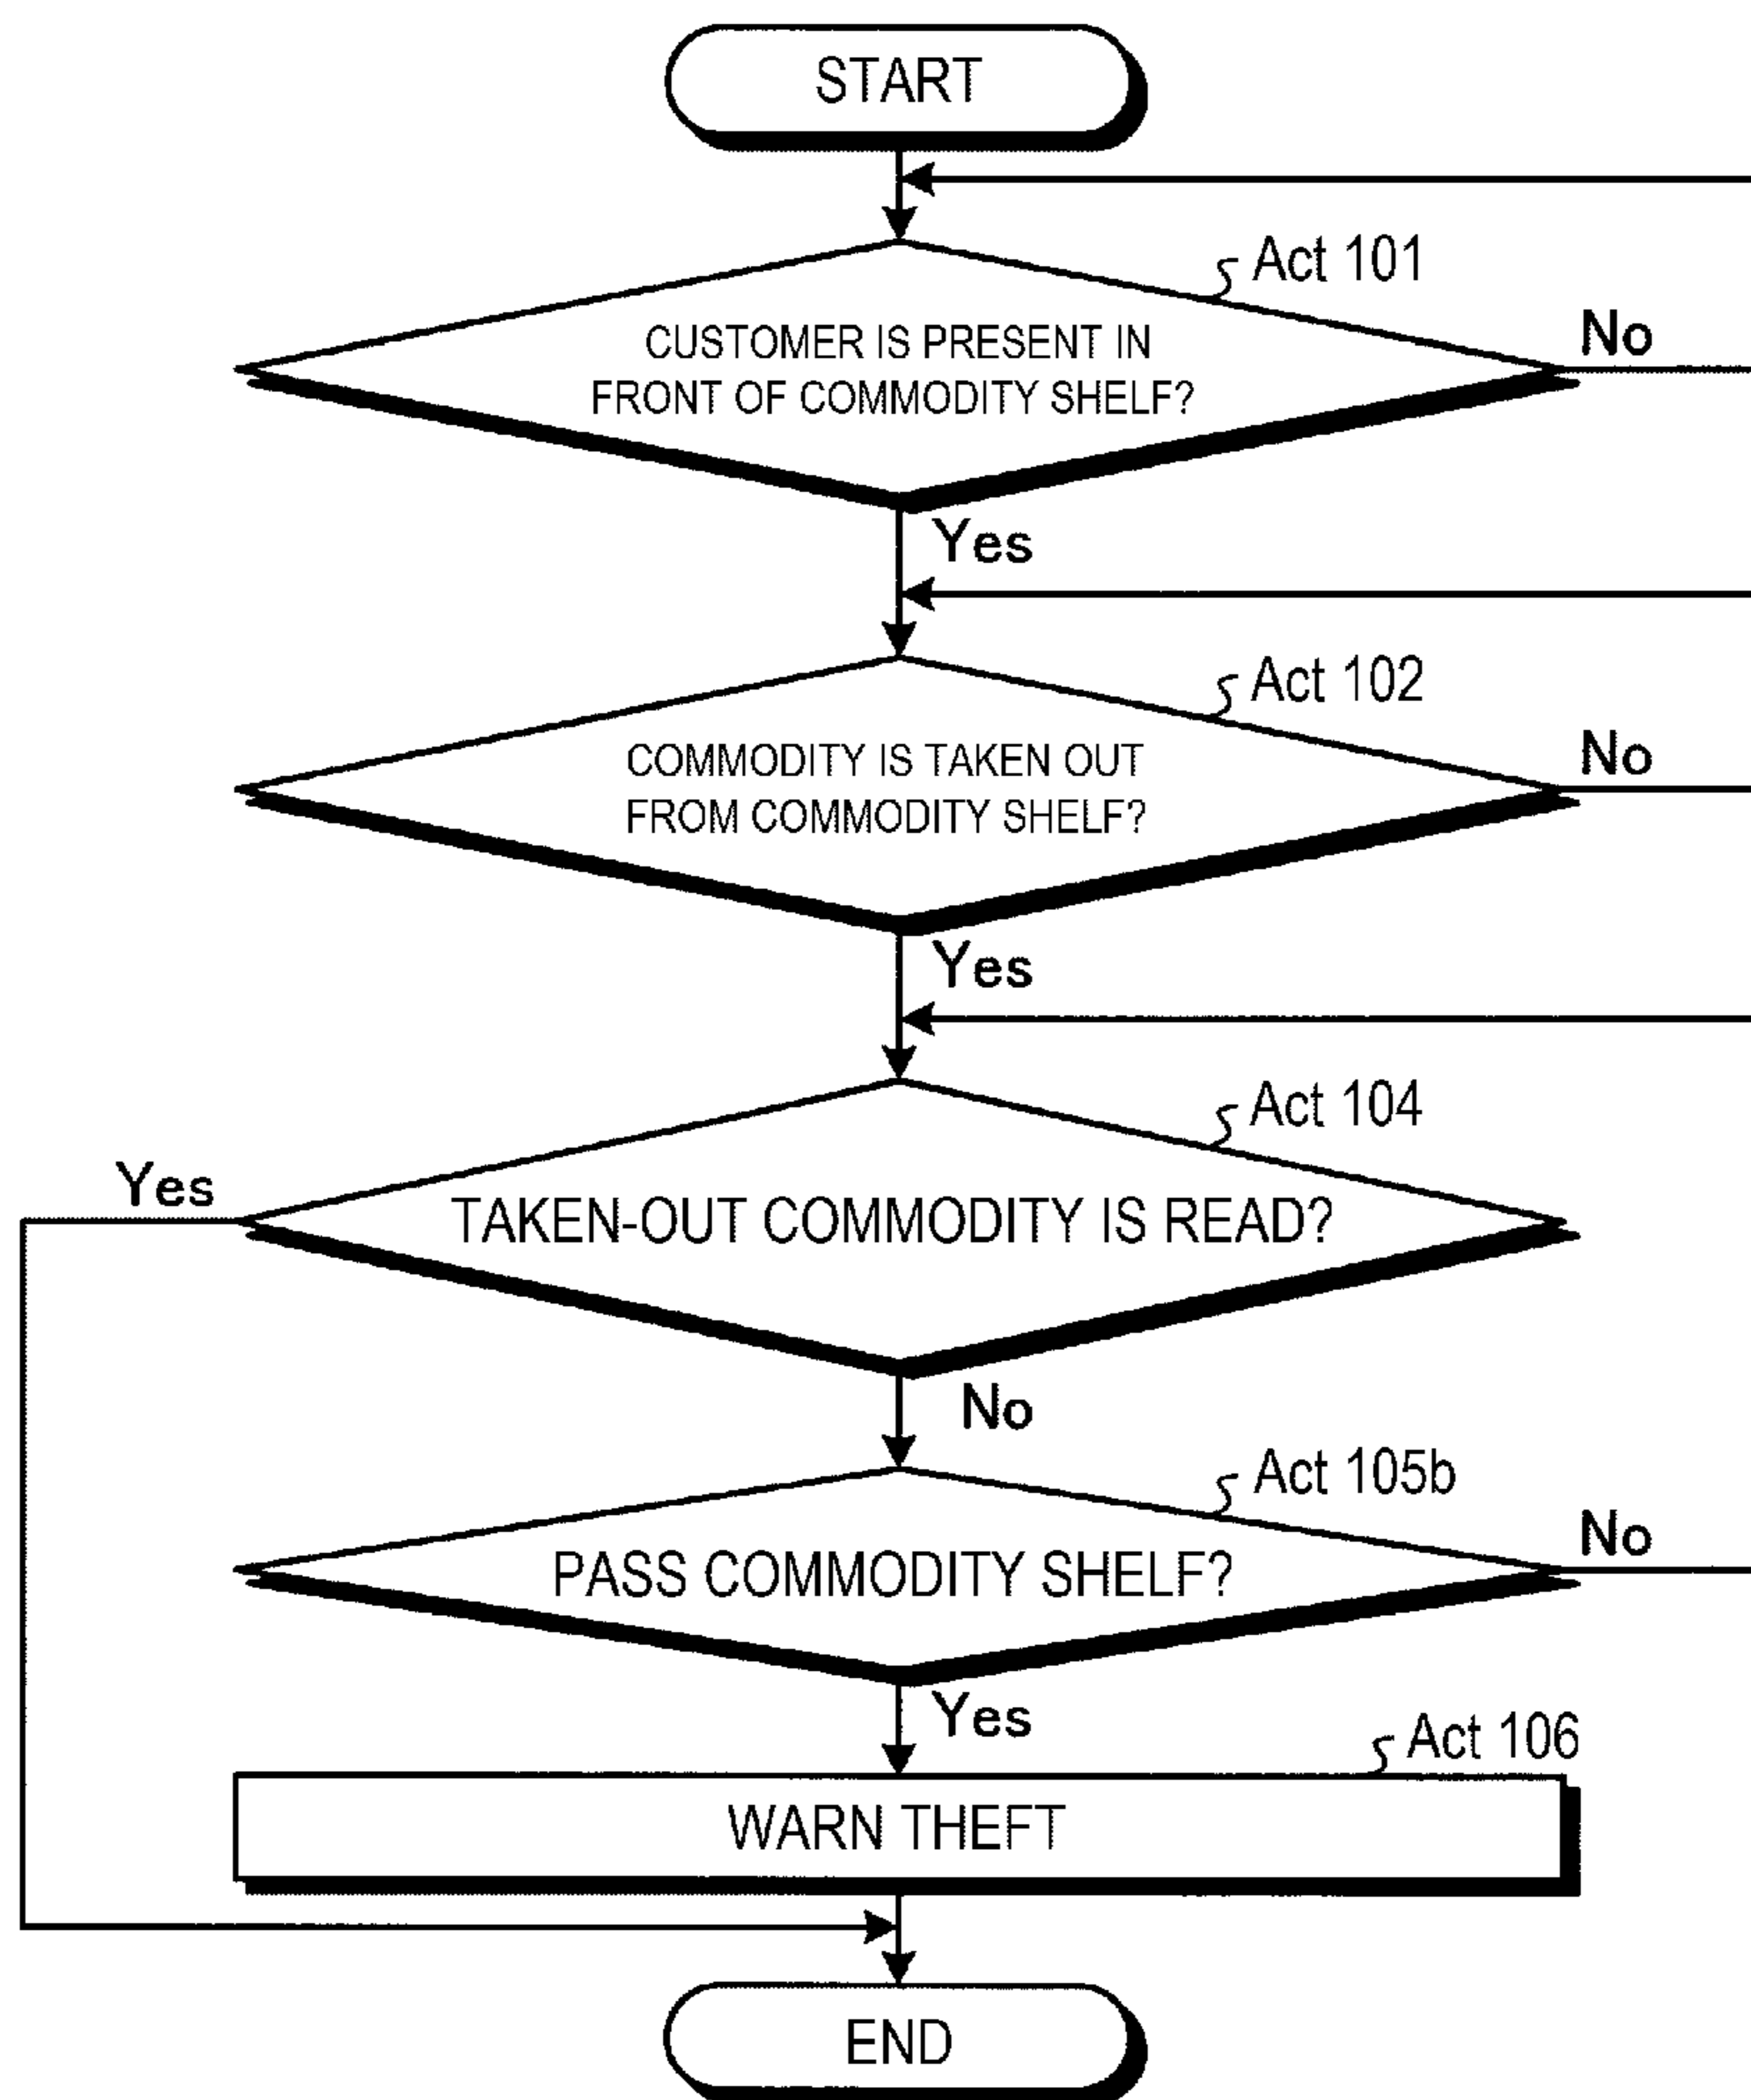 START
Act 101
CUSTOMER IS PRESENT IN
FRONT OF COMMODITY SHELF?
No
Yes
Act 102
COMMODITY IS TAKEN OUT
FROM COMMODITY SHELF?
No
Yes
Act 104
Yes
TAKEN-OUT COMMODITY IS READ?
No
Act 105b
PASS COMMODITY SHELF?
No
Yes
Act 106
WARN THEFT
END